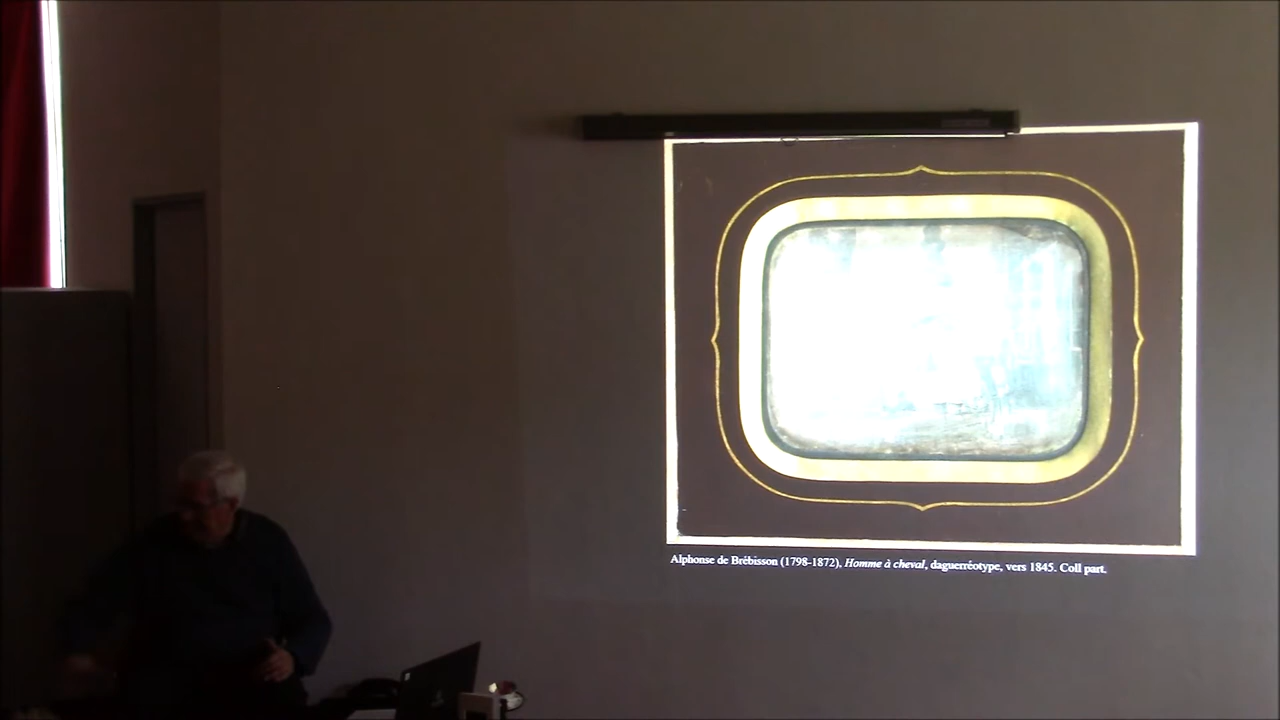 Alphonse de Brébisson (1798-1872), Homme à cheval, daguerréotype, vers 1845. Coll part.